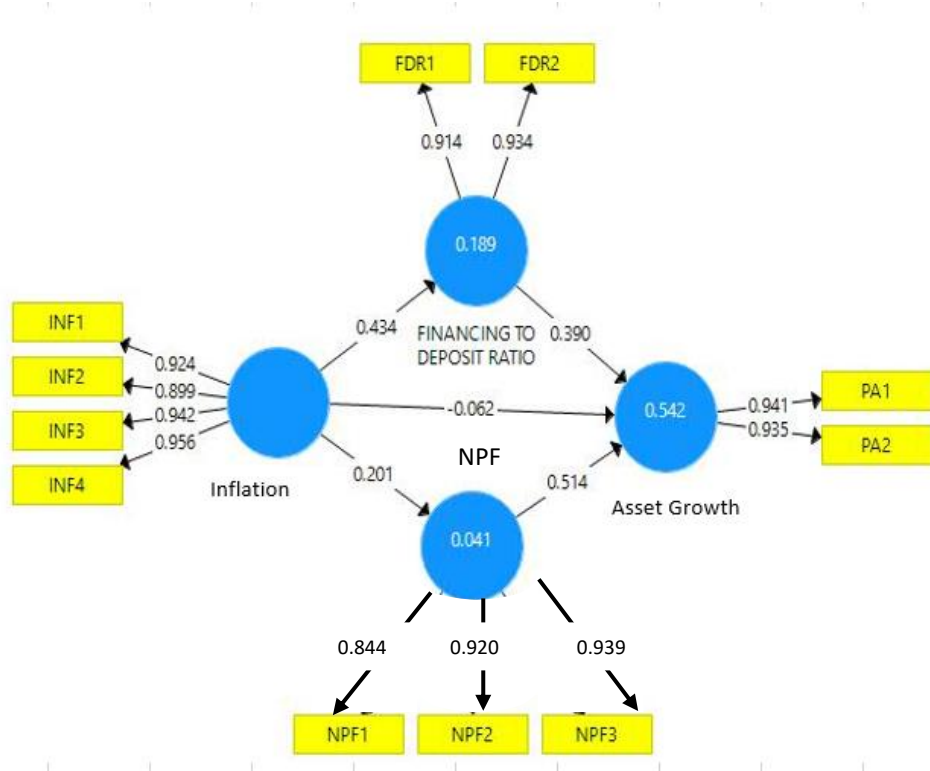 FDR1 FDR2
0.914 0.934
0.189
INF1
INF2
INF3
INF4
0.924
0.899
0.942
0.956
0.434
FINANCING TO
DEPOSIT RATIO
0.390
-0.062
0.542
0.941
0.935
PA1
PA2
Inflation
0.201
NPF
0.514
Asset Growth
0.041
0.844 0.920 0.939
NPF1 NPF2 NPF3